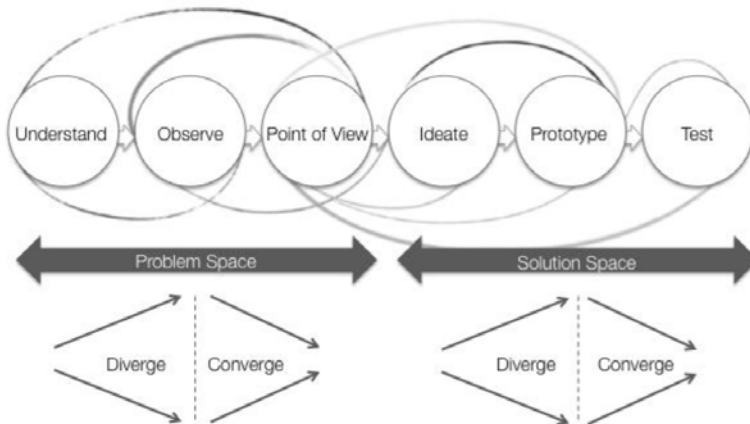 Understand
Observe
Point of View
Ideate
Prototype
Test
Problem Space
Solution Space
Diverge
Converge
Diverge
Converge